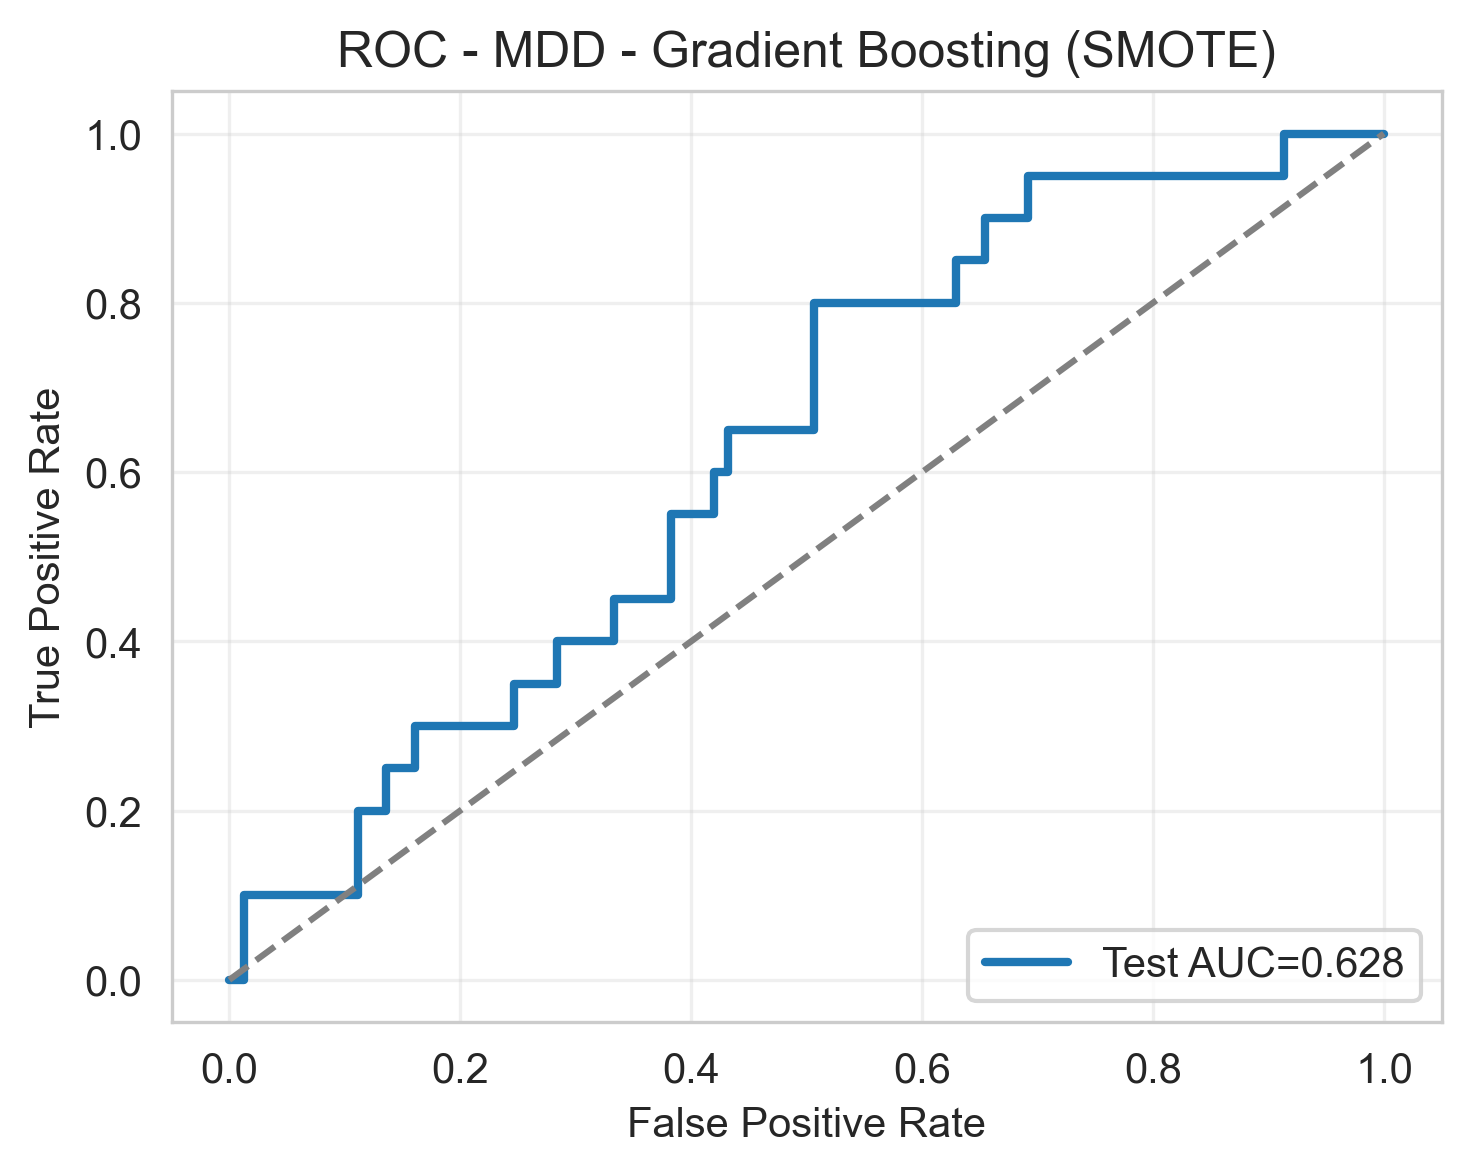 ROC - MDD - Gradient Boosting (SMOTE)
True Positive Rate
1.0
0.8
0.6
0.4
0.2
0.0
Test AUC=0.628
0.0 0.2 0.4 0.6 0.8 1.0
False Positive Rate